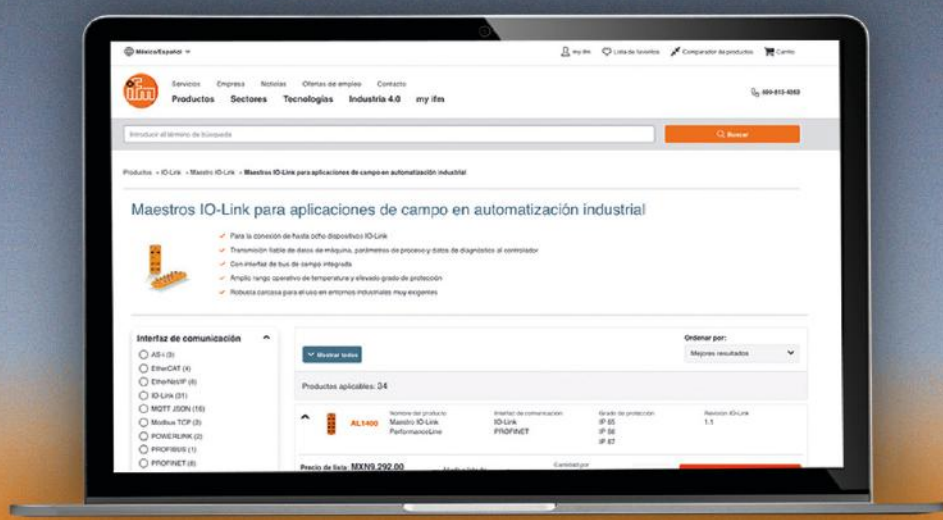 México/Español
my ifm
Lista de favoritos
Comparador de productos
Carrito
ifm
Servicios Empresa Noticias Ofertas de empleo Contacto
Productos Sectores Tecnologías Industria 4.0 my ifm
Introducir el término de búsqueda
Buscar
Productos IO-Link Maestro IO-Link Maestros IO-Link para aplicaciones de campo en automatización industrial
Maestros IO-Link para aplicaciones de campo en automatización industrial
Para la conexión de hasta ocho dispositivos IO-Link
Transmisión fiable de datos de máquina, parámetros de proceso y datos de diagnóstico al controlador
Con interfaz de bus de campo integrada
Amplio rango operativo de temperatura y elevado grado de protección
Robusta carcasa para el uso en entornos industriales muy exigentes
Interfaz de comunicación
AS-i (3)
EtherCAT (4)
EtherNet/IP (8)
IO-Link (31)
MQTT JSON (16)
Modbus TCP (3)
POWERLINK (2)
PROFIBUS (1)
PROFINET (8)
Mostrar todos
Ordenar por:
Mejores resultados
Productos aplicables: 34
AL1400
Nombre del producto
Maestro IO-Link
PerformanceLine
Interfaz de comunicación
IO-Link
PROFINET
Grado de protección
IP 65
IP 66
IP 67
Revisión IO-Link
1.1
Precio de lista: MXN9,292.00
Cantidad por